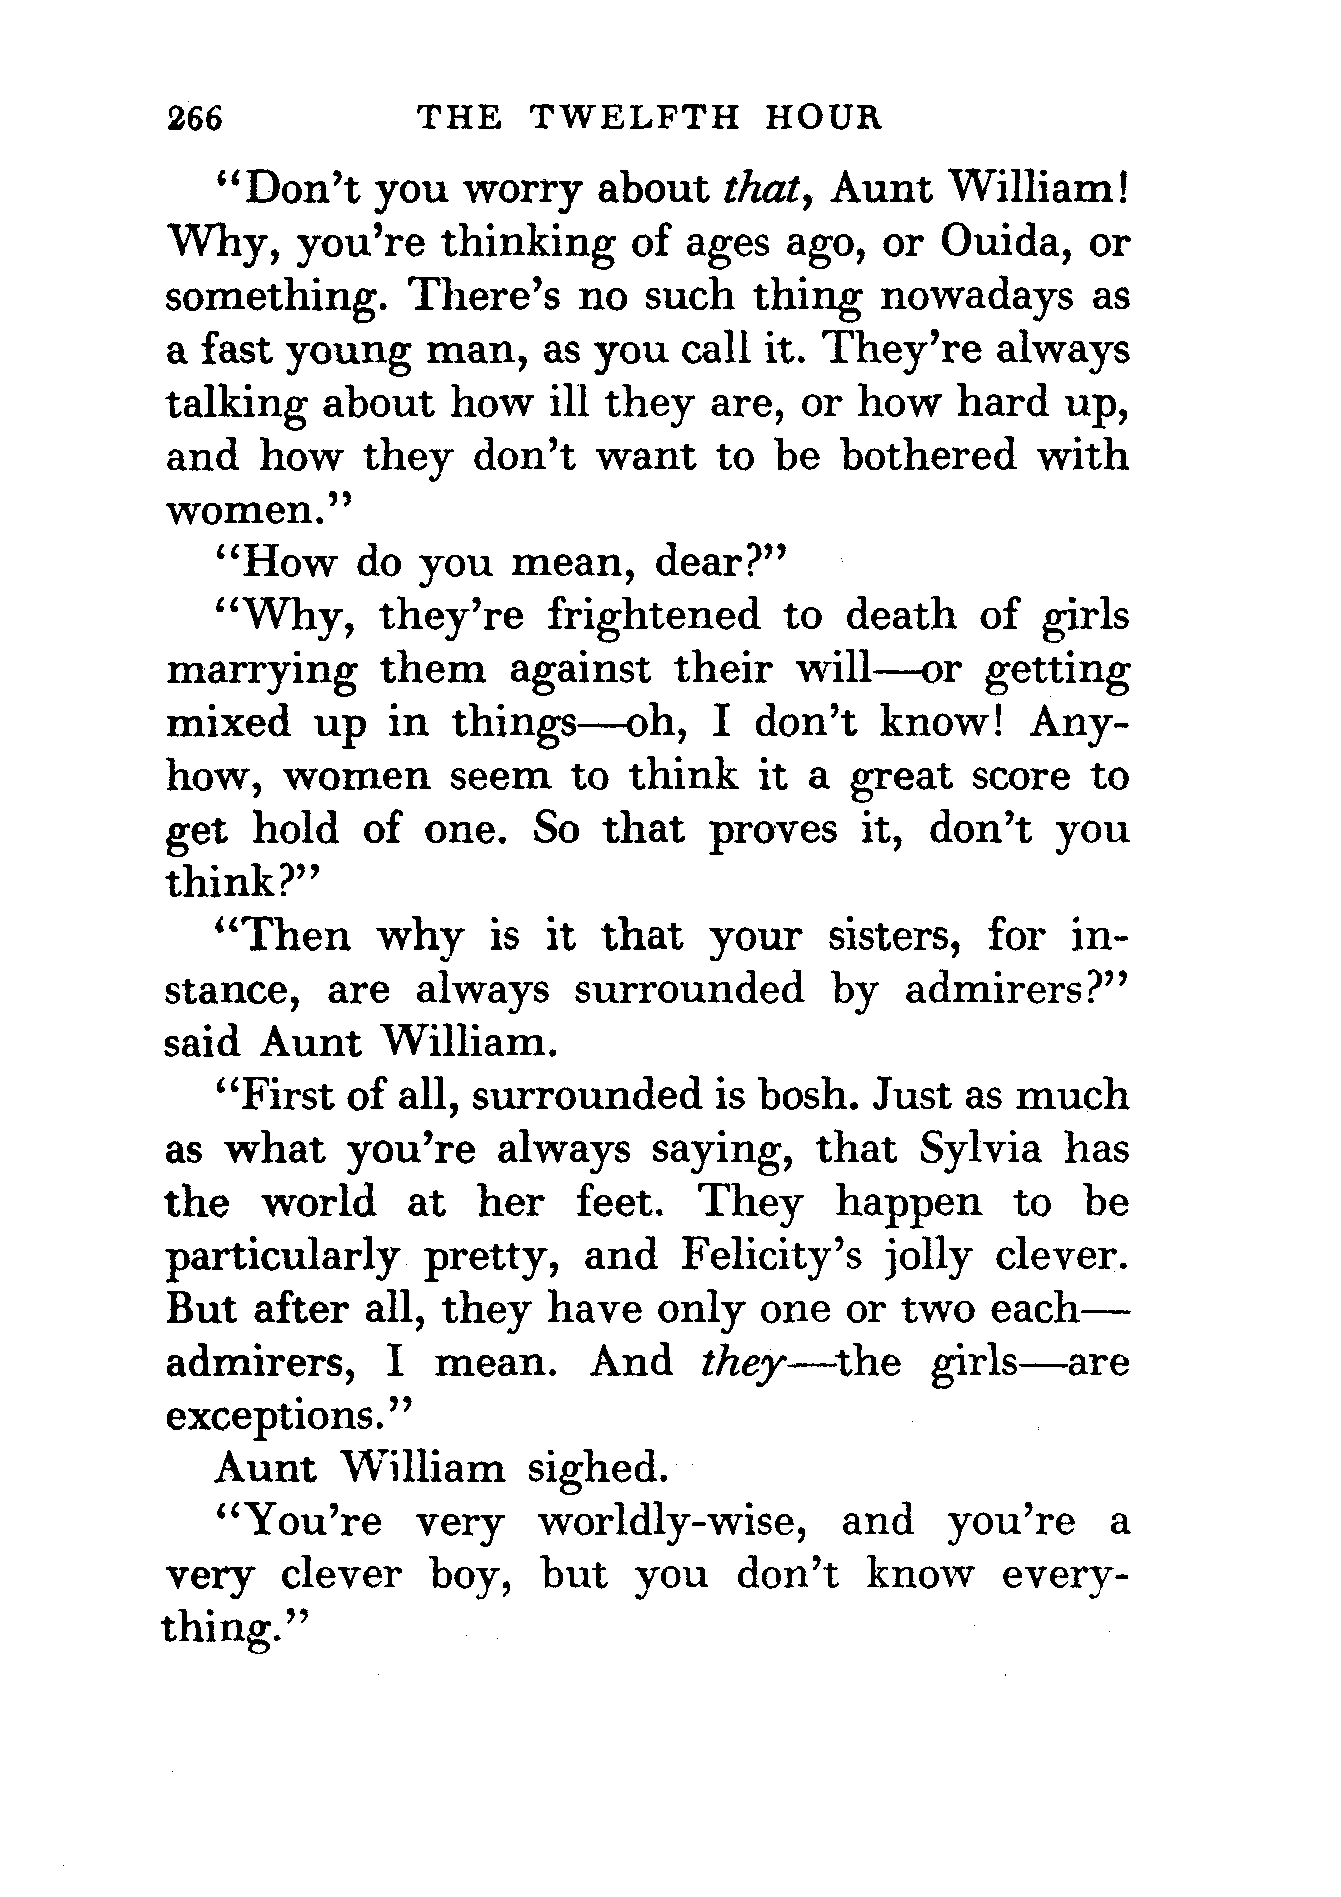 266 THE TWELFTH HOUR
"Don't you worry about that, Aunt William!
Why, you're thinking of ages ago, or Ouida, or
something. There's no such thing nowadays as
a fast young man, as you call it. They're always
talking about how ill they are, or how hard up,
and how they don't want to be bothered with
women."
"How do you mean, dear?"
"Why, they're frightened to death of girls
marrying them against their will—or getting
mixed up in things—oh, I don't know! Any-
how, women seem to think it a great score to
get hold of one. So that proves it, don't you
think?"
"Then why is it that your sisters, for in-
stance, are always surrounded by admirers?"
said Aunt William.
"First of all, surrounded is bosh. Just as much
as what you're always saying, that Sylvia has
the world at her feet. They happen to be
particularly pretty, and Felicity's jolly clever.
But after all, they have only one or two each—
admirers, I mean. And they—the girls—are
exceptions."
Aunt William sighed.
"You're very worldly-wise, and you're a
very clever boy, but you don't know every-
thing."